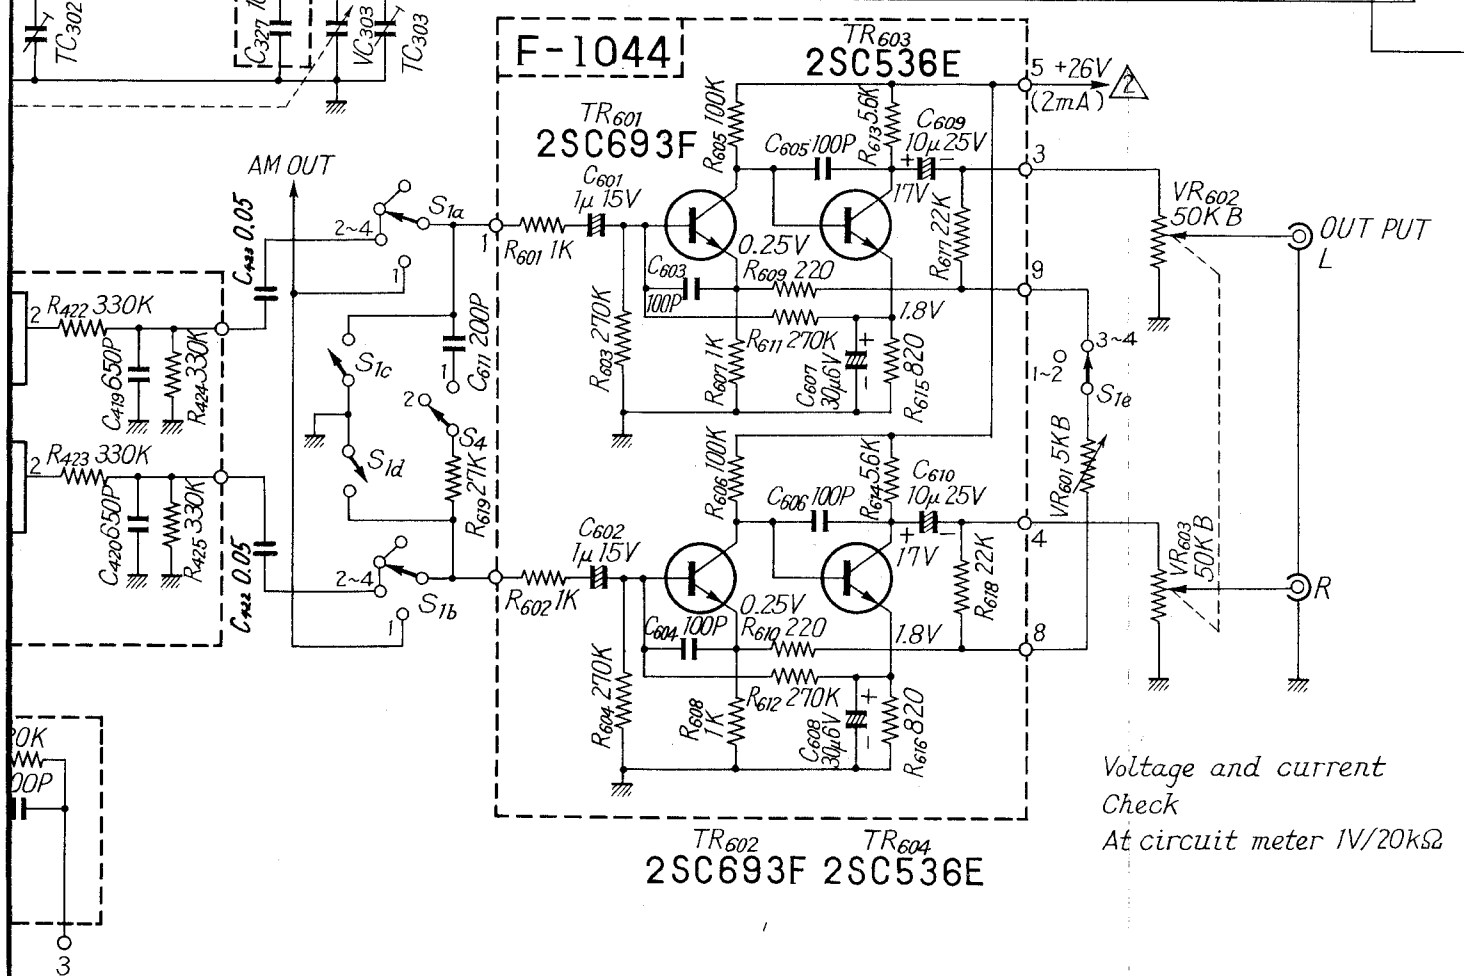 TC302
C327
VC303
TC303
F-1044
TR603
2SC536E
5 +26V
(2mA)
2
TR601
2SC693F
R605 100K
C605 100P
R613 5.6K
C609
10µ 25V
+ −
3
AM OUT
C601
1µ 15V
17V
VR602
50KB
C423 0.05
2~4
S1a
1
R601 1K
0.25V
R617 22K
OUT PUT
L
1
C603
100P
R609 220
9
2
R422 330K
1.8V
C419 650P
R424 330K
S1c
C611 200P
R603 270K
R611 270K
R607 1K
C607
30µ6V
+
−
R615 820
3~4
1~2
S1e
1
2
S4
2
R423 330K
S1d
R619 27K
R606 100K
C606 100P
R614 5.6K
C610
10µ 25V
+ −
VR601 5KB
C420 650P
R425 330K
C602
1µ 15V
17V
4
C422 0.05
2~4
S1b
1
R602 1K
0.25V
R618 22K
VR603
50KB
R
C604 100P
R610 220
1.8V
8
R604 270K
R608
1K
R612 270K
C608
30µ6V
+
−
R616 820
0K
00P
3
TR602
2SC693F
TR604
2SC536E
Voltage and current
Check
At circuit meter 1V/20kΩ